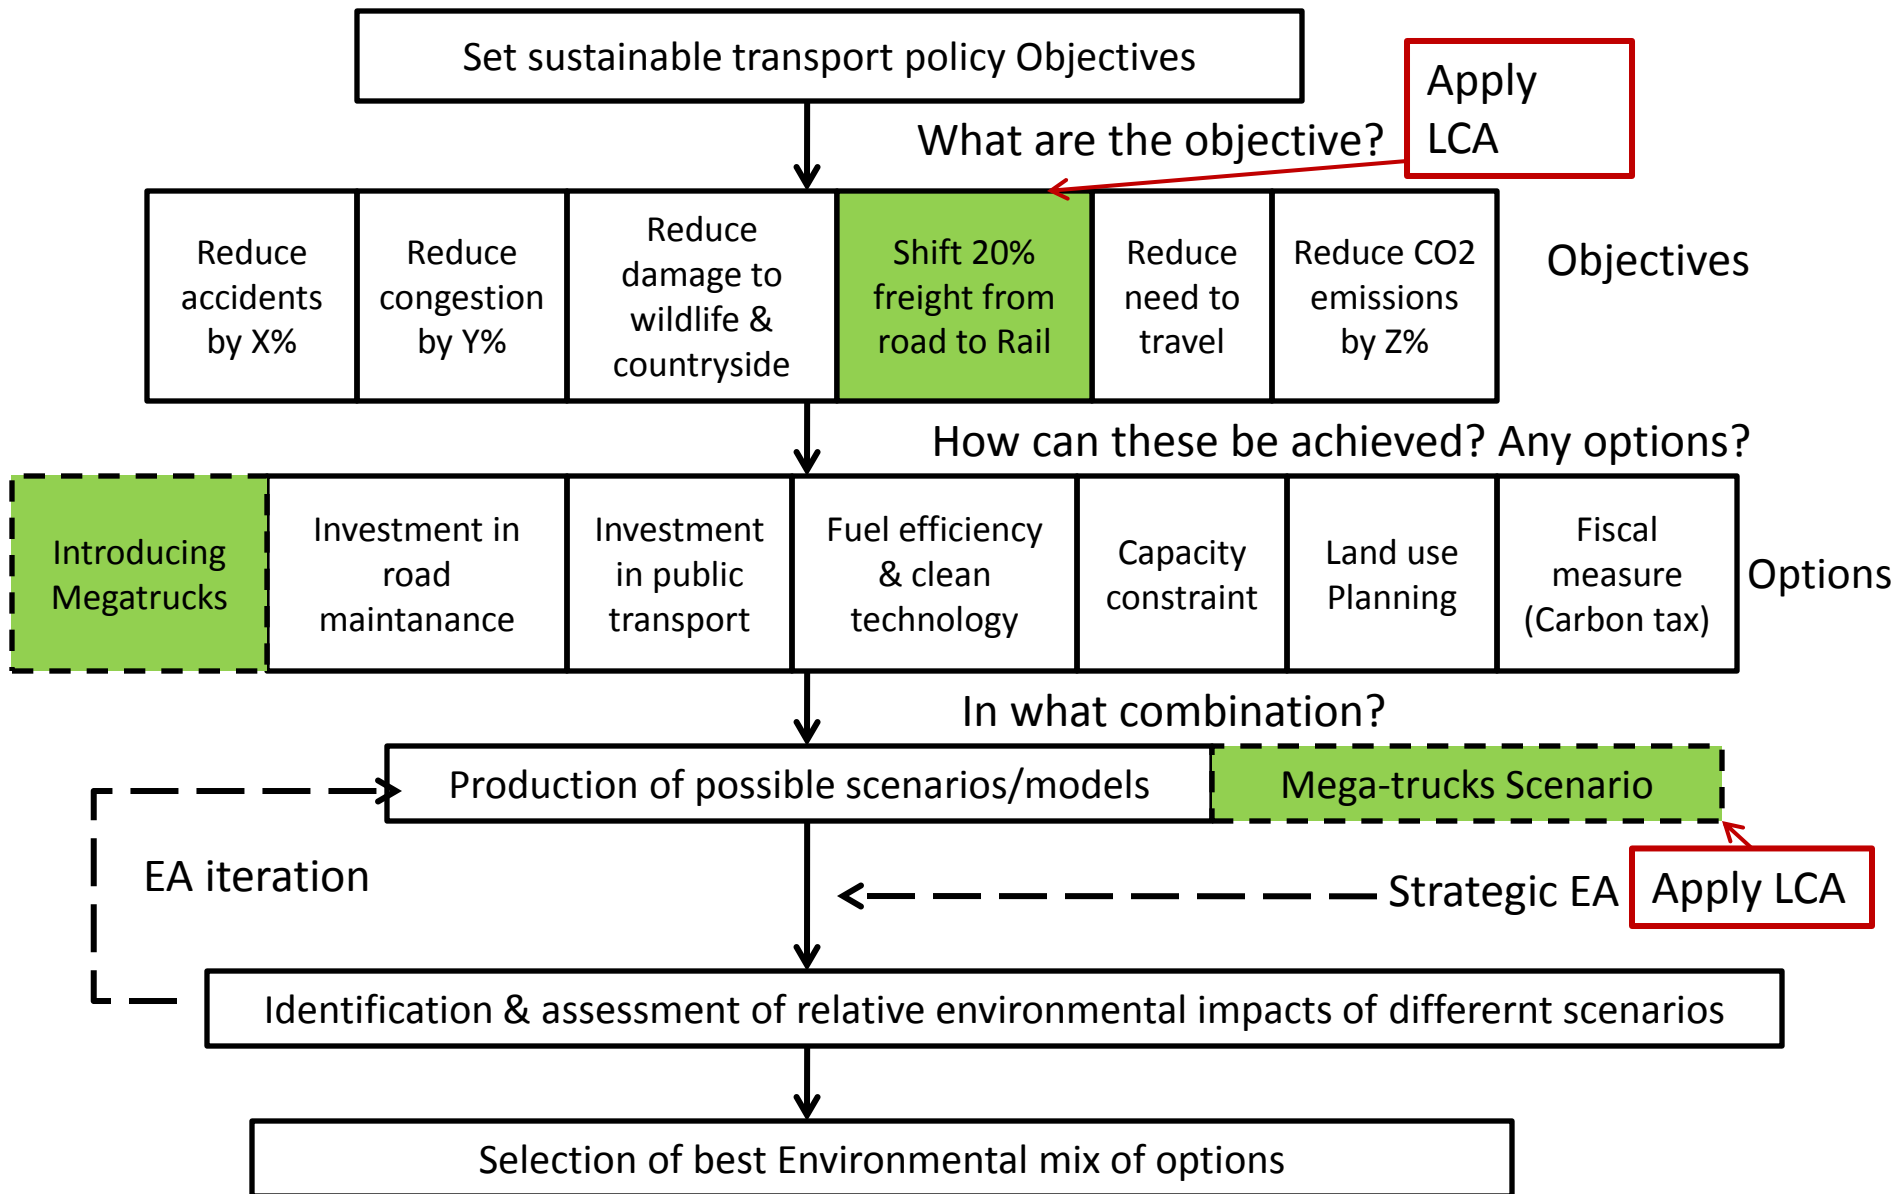 Set sustainable transport policy Objectives
Apply
LCA
What are the objective?
Reduce
accidents
by X%
Reduce
congestion
by Y%
Reduce
damage to
wildlife &
countryside
Shift 20%
freight from
road to Rail
Reduce
need to
travel
Reduce CO2
emissions
by Z%
Objectives
How can these be achieved? Any options?
Introducing
Megatrucks
Investment in
road
maintanance
Investment
in public
transport
Fuel efficiency
& clean
technology
Capacity
constraint
Land use
Planning
Fiscal
measure
(Carbon tax)
Options
In what combination?
Production of possible scenarios/models
Mega-trucks Scenario
EA iteration
Strategic EA
Apply LCA
Identification & assessment of relative environmental impacts of differernt scenarios
Selection of best Environmental mix of options